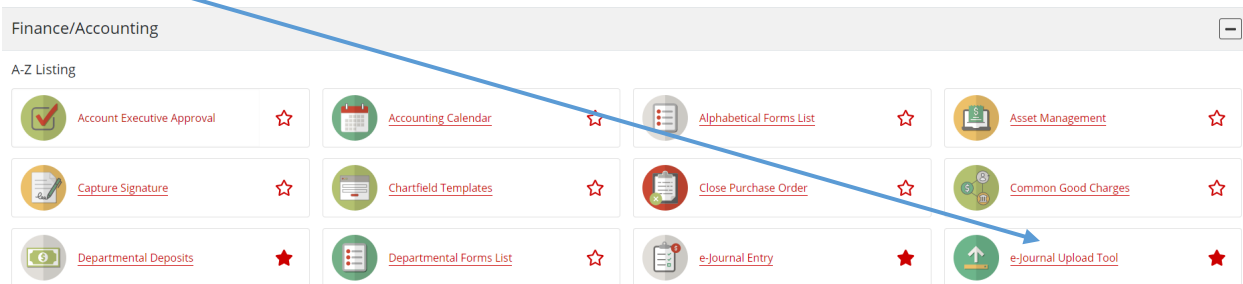 Finance/Accounting
A-Z Listing
Account Executive Approval
Accounting Calendar
Alphabetical Forms List
Asset Management
Capture Signature
Chartfield Templates
Close Purchase Order
Common Good Charges
Departmental Deposits
Departmental Forms List
e-Journal Entry
e-Journal Upload Tool